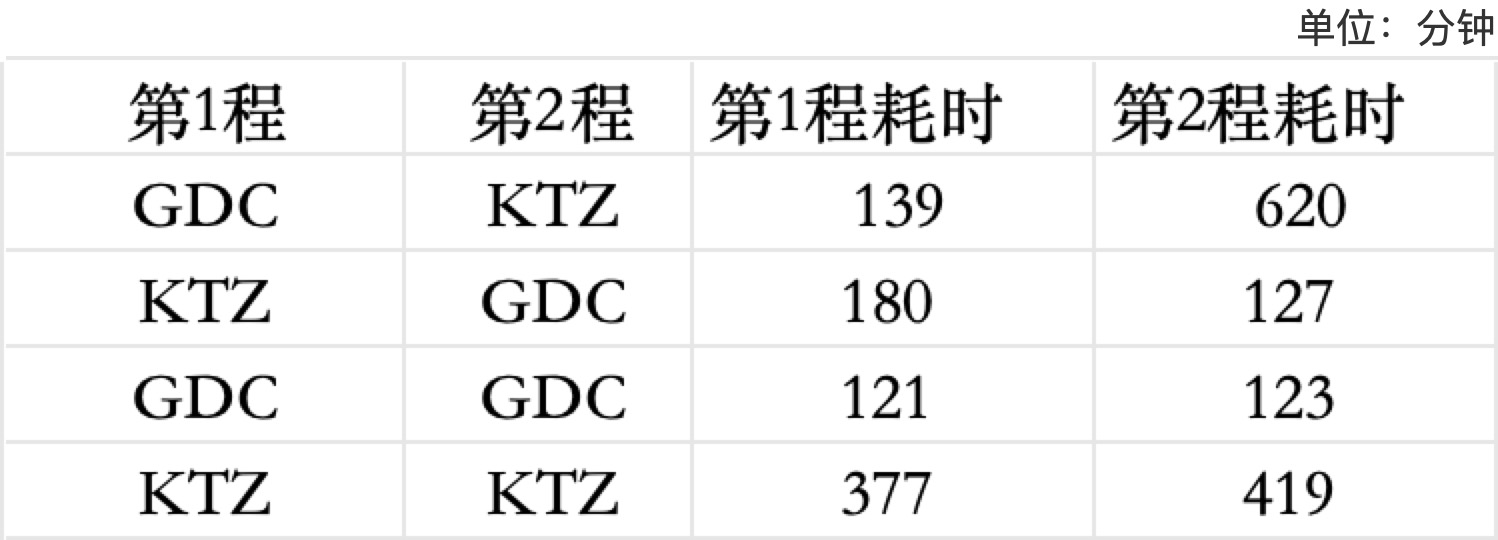 单位：分钟
第1程 第2程 第1程耗时 第2程耗时
GDC KTZ 139 620
KTZ GDC 180 127
GDC GDC 121 123
KTZ KTZ 377 419